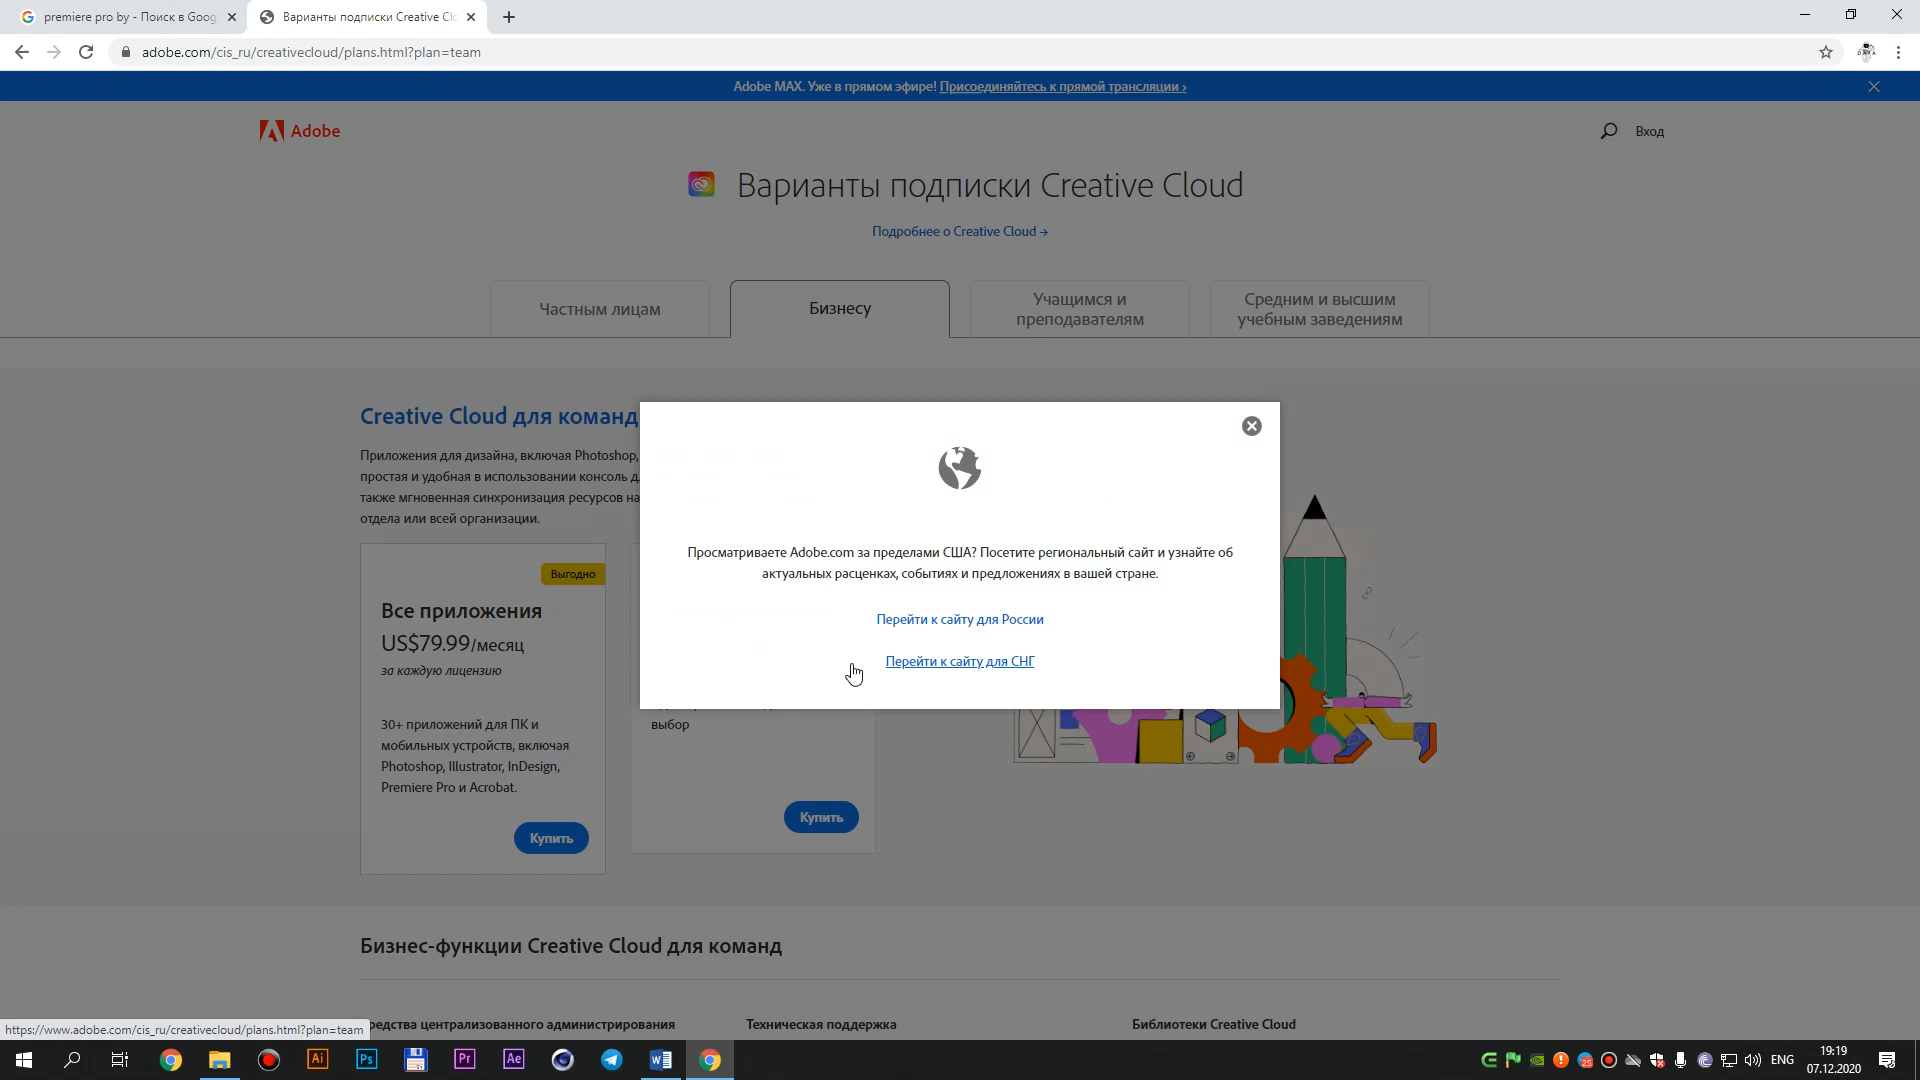 premiere pro by - Поиск в Goog
Варианты подписки Creative Clo
adobe.com/cis_ru/creativecloud/plans.html?plan=team
Adobe MAX. Уже в прямом эфире! Присоединяйтесь к прямой трансляции ›
Adobe
Вход
Варианты подписки Creative Cloud
Подробнее о Creative Cloud →
Частным лицам
Бизнесу
Учащимся и
преподавателям
Средним и высшим
учебным заведениям
Creative Cloud для команд
Приложения для дизайна, включая Photoshop,
простая и удобная в использовании консоль д
также мгновенная синхронизация ресурсов на
отдела или всей организации.
Выгодно
Все приложения
US$79.99/месяц
за каждую лицензию
30+ приложений для ПК и
мобильных устройств, включая
Photoshop, Illustrator, InDesign,
Premiere Pro и Acrobat.
Купить
выбор
Купить
Просматриваете Adobe.com за пределами США? Посетите региональный сайт и узнайте об
актуальных расценках, событиях и предложениях в вашей стране.
Перейти к сайту для России
Перейти к сайту для СНГ
Бизнес-функции Creative Cloud для команд
редства централизованного администрирования
Техническая поддержка
Библиотеки Creative Cloud
https://www.adobe.com/cis_ru/creativecloud/plans.html?plan=team
Ai
Ps
Pr
Ae
25
ENG
19:19
07.12.2020